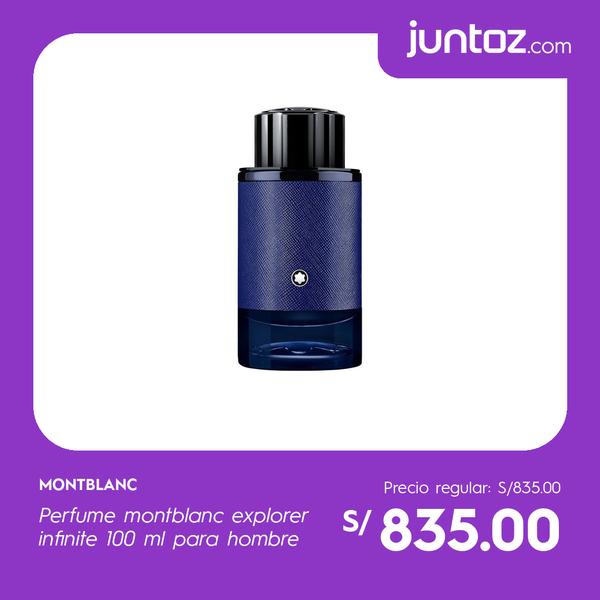 juntoz.com
MONTBLANC
Perfume montblanc explorer
infinite 100 ml para hombre
Precio regular: S/835.00
S/ 835.00